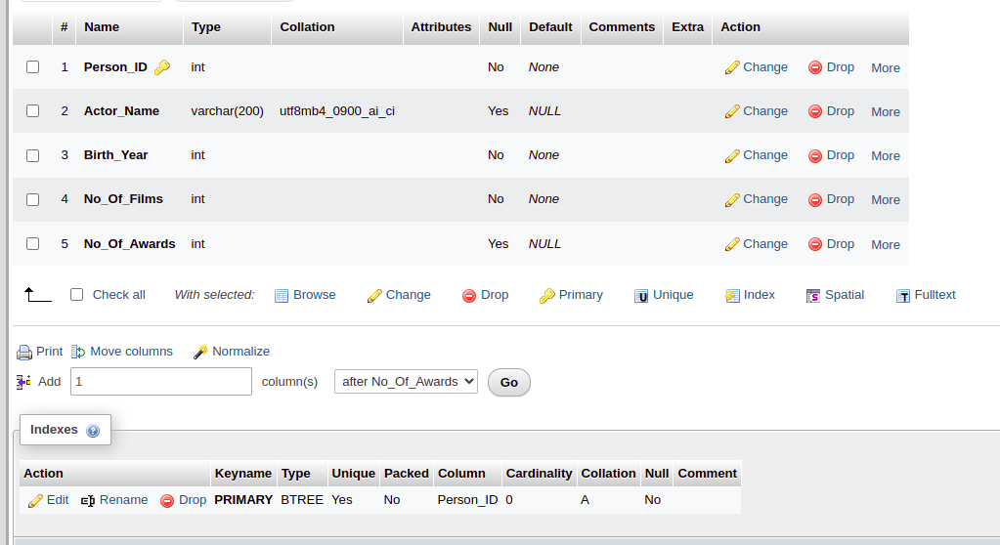 # Name Type Collation Attributes Null Default Comments Extra Action
1 Person_ID int No None Change Drop More
2 Actor_Name varchar(200) utf8mb4_0900_ai_ci Yes NULL Change Drop More
3 Birth_Year int No None Change Drop More
4 No_Of_Films int No None Change Drop More
5 No_Of_Awards int Yes NULL Change Drop More
Check all With selected: Browse Change Drop Primary Unique Index Spatial Fulltext
Print Move columns Normalize
Add 1 column(s) after No_Of_Awards Go
Indexes
Action Keyname Type Unique Packed Column Cardinality Collation Null Comment
Edit Rename Drop PRIMARY BTREE Yes No Person_ID 0 A No